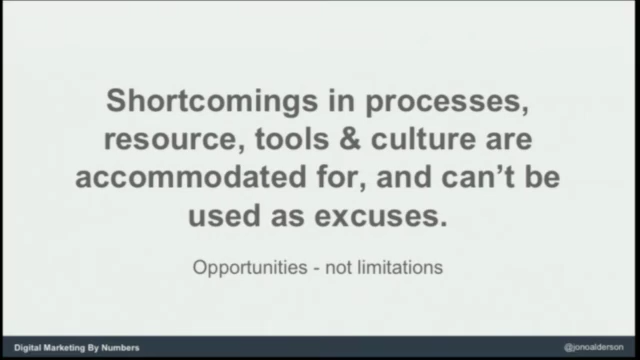 Shortcomings in processes,
resource, tools & culture are
accommodated for, and can't be
used as excuses.
Opportunities - not limitations
Digital Marketing By Numbers
@jonoalderson